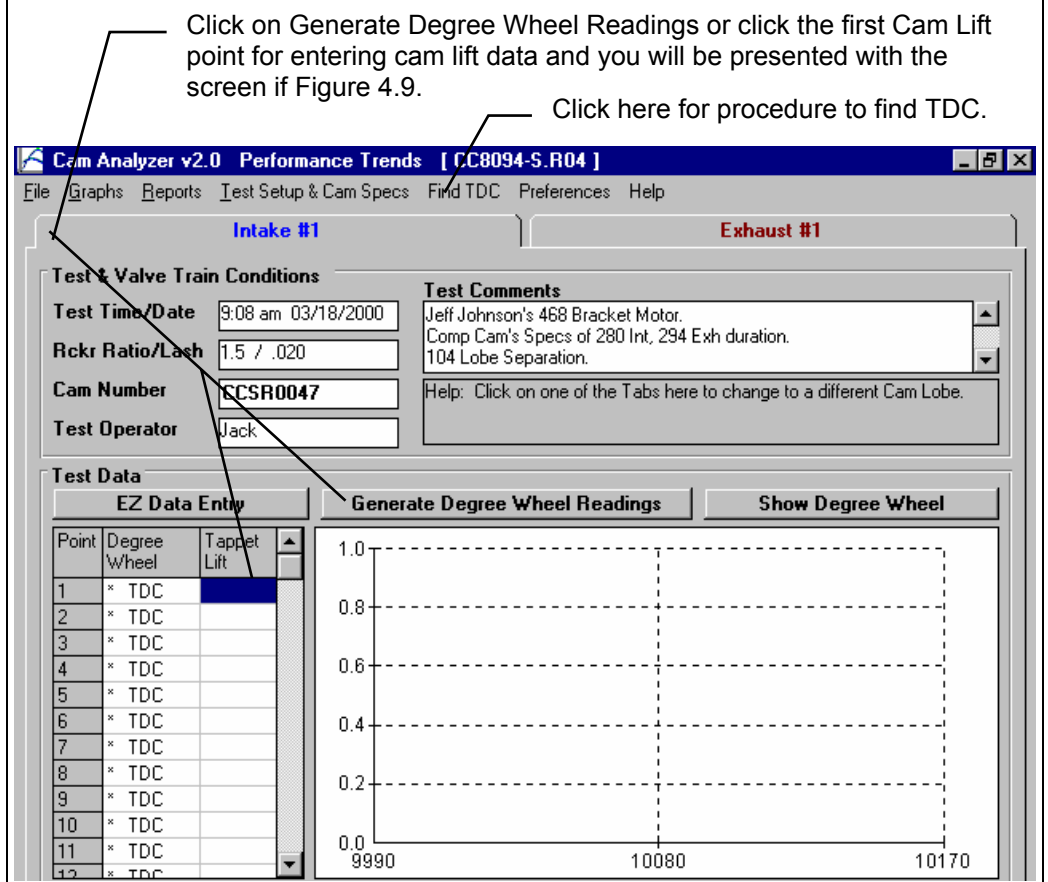 Click on Generate Degree Wheel Readings or click the first Cam Lift
point for entering cam lift data and you will be presented with the
screen if Figure 4.9.
Click here for procedure to find TDC.
Cam Analyzer v2.0 Performance Trends [ CC8094-S.R04 ]
File Graphs Reports Test Setup & Cam Specs Find TDC Preferences Help
Intake #1
Exhaust #1
Test & Valve Train Conditions
Test Time/Date 9:08 am 03/18/2000
Rckr Ratio/Lash 1.5 / .020
Cam Number CCSR0047
Test Operator Jack
Test Comments
Jeff Johnson's 468 Bracket Motor.
Comp Cam's Specs of 280 Int, 294 Exh duration.
104 Lobe Separation.
Help: Click on one of the Tabs here to change to a different Cam Lobe.
Test Data
EZ Data Entry
Generate Degree Wheel Readings
Show Degree Wheel
Point Degree Wheel Tappet Lift
1 * TDC
2 * TDC
3 * TDC
4 * TDC
5 * TDC
6 * TDC
7 * TDC
8 * TDC
9 * TDC
10 * TDC
11 * TDC
12 * TDC
1.0
0.8
0.6
0.4
0.2
0.0
9990 10080 10170